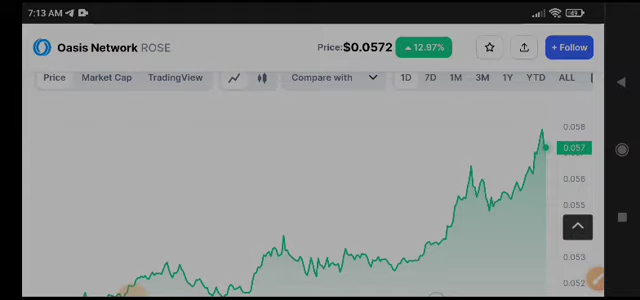 7:13 AM
Oasis Network ROSE Price: $0.0572 ▲ 12.97% + Follow
Price Market Cap TradingView Compare with 1D 7D 1M 3M 1Y YTD ALL
0.058
0.057
0.056
0.055
0.053
0.052